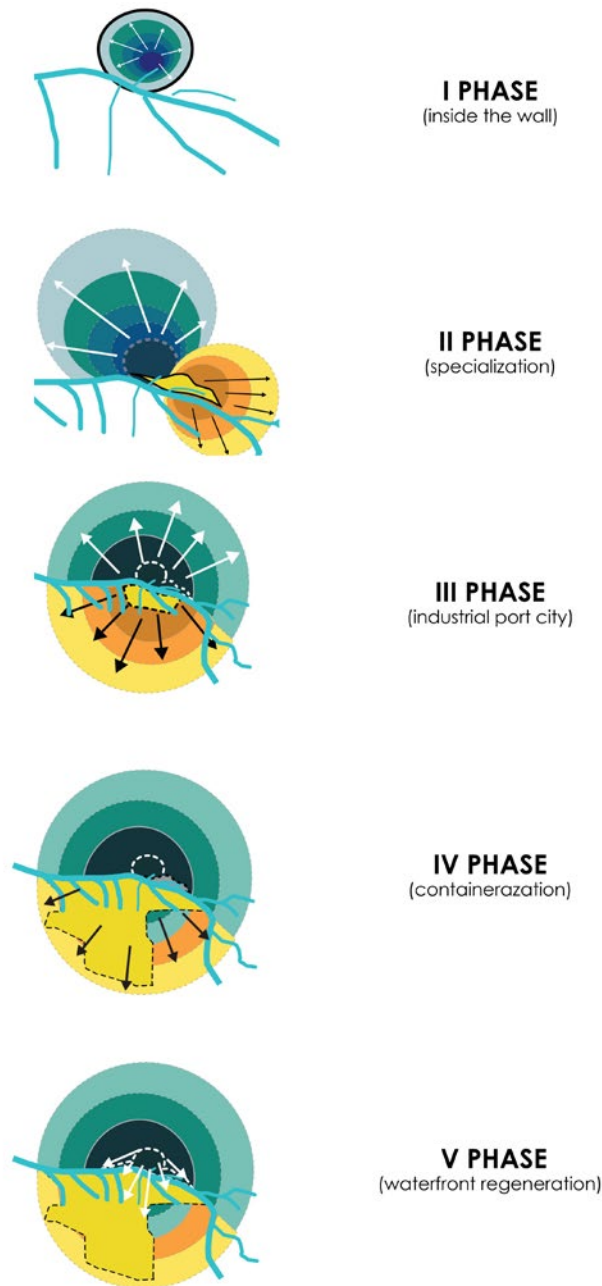 I PHASE
(inside the wall)
II PHASE
(specialization)
III PHASE
(industrial port city)
IV PHASE
(containerazation)
V PHASE
(waterfront regeneration)